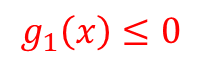 g₁(x) ≤ 0